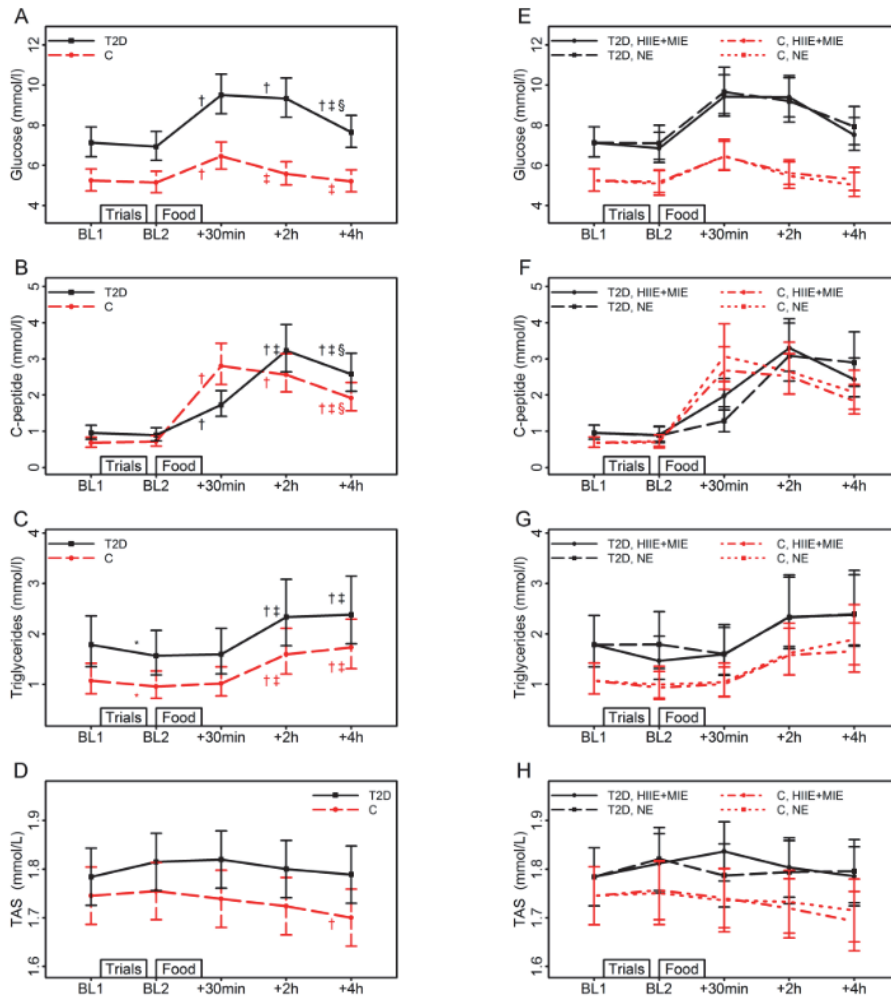 A
Glucose (mmol/l)
12
10
8
6
4
T2D
C
†
†
†‡§
†
‡
‡
Trials
Food
BL1
BL2
+30min
+2h
+4h
E
Glucose (mmol/l)
12
10
8
6
4
T2D, HIIE+MIE
T2D, NE
C, HIIE+MIE
C, NE
Trials
Food
BL1
BL2
+30min
+2h
+4h
B
C-peptide (mmol/l)
5
4
3
2
1
0
T2D
C
†
†‡
†‡§
†
†
†‡§
Trials
Food
BL1
BL2
+30min
+2h
+4h
F
C-peptide (mmol/l)
5
4
3
2
1
0
T2D, HIIE+MIE
T2D, NE
C, HIIE+MIE
C, NE
Trials
Food
BL1
BL2
+30min
+2h
+4h
C
Triglycerides (mmol/l)
4
3
2
1
T2D
C
*
†‡
†‡
*
†‡
†‡
Trials
Food
BL1
BL2
+30min
+2h
+4h
G
Triglycerides (mmol/l)
4
3
2
1
T2D, HIIE+MIE
T2D, NE
C, HIIE+MIE
C, NE
Trials
Food
BL1
BL2
+30min
+2h
+4h
D
TAS (mmol/L)
1.9
1.8
1.7
1.6
T2D
C
†
Trials
Food
BL1
BL2
+30min
+2h
+4h
H
TAS (mmol/L)
1.9
1.8
1.7
1.6
T2D, HIIE+MIE
T2D, NE
C, HIIE+MIE
C, NE
Trials
Food
BL1
BL2
+30min
+2h
+4h